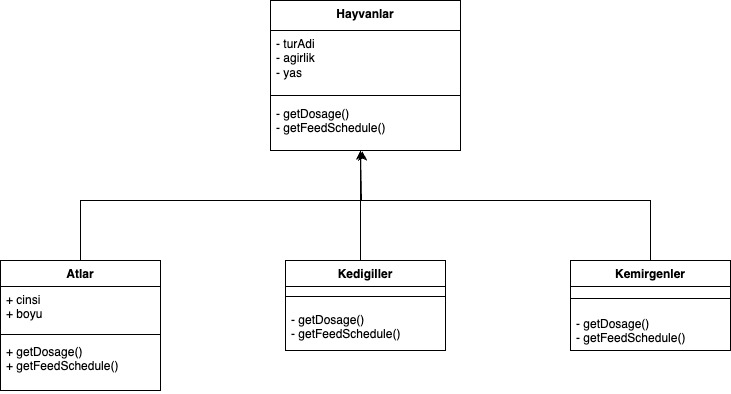 Hayvanlar
- turAdi
- agirlik
- yas
- getDosage()
- getFeedSchedule()
Atlar
+ cinsi
+ boyu
+ getDosage()
+ getFeedSchedule()
Kedigiller
- getDosage()
- getFeedSchedule()
Kemirgenler
- getDosage()
- getFeedSchedule()